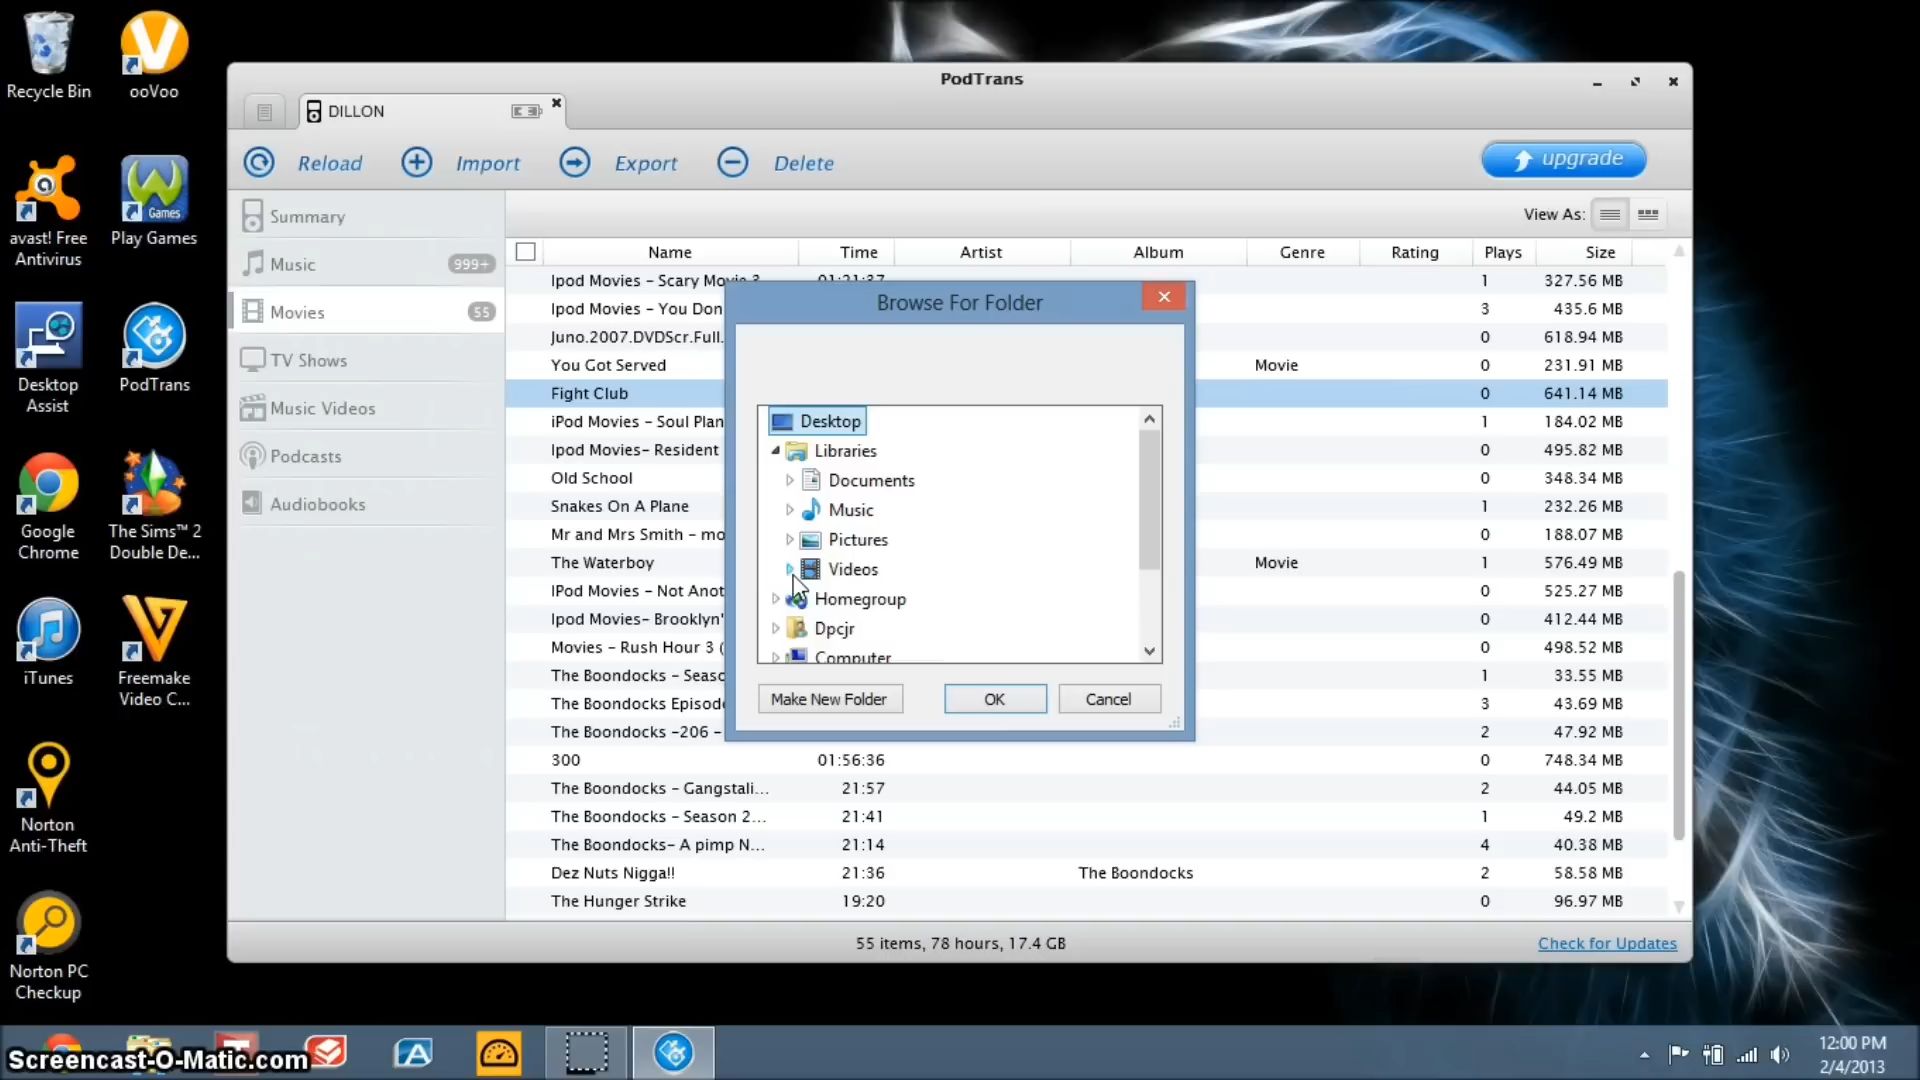 Recycle Bin
ooVoo
avast! Free
Antivirus
Games
Play Games
Desktop
Assist
PodTrans
Google
Chrome
The Sims™ 2
Double De...
iTunes
Freemake
Video C...
Norton
Anti-Theft
Norton PC
Checkup
PodTrans
DILLON
Reload
Import
Export
Delete
upgrade
Summary
Music 999+
Movies 55
TV Shows
Music Videos
Podcasts
Audiobooks
View As:
Name Time Artist Album Genre Rating Plays Size
Ipod Movies - Scary Movie 3 01:21:37 1 327.56 MB
Ipod Movies - You Don 3 435.6 MB
Juno.2007.DVDScr.Full. 0 618.94 MB
You Got Served Movie 0 231.91 MB
Fight Club 0 641.14 MB
iPod Movies - Soul Plan 1 184.02 MB
Ipod Movies- Resident 0 495.82 MB
Old School 0 348.34 MB
Snakes On A Plane 1 232.26 MB
Mr and Mrs Smith - mo 0 188.07 MB
The Waterboy Movie 1 576.49 MB
IPod Movies - Not Anot 0 525.27 MB
Ipod Movies- Brooklyn' 0 412.44 MB
Movies - Rush Hour 3 ( 0 498.52 MB
The Boondocks - Seaso 1 33.55 MB
The Boondocks Episode 3 43.69 MB
The Boondocks -206 - 2 47.92 MB
300 01:56:36 0 748.34 MB
The Boondocks - Gangstali... 21:57 2 44.05 MB
The Boondocks - Season 2... 21:41 1 49.2 MB
The Boondocks- A pimp N... 21:14 4 40.38 MB
Dez Nuts Nigga!! 21:36 The Boondocks 2 58.58 MB
The Hunger Strike 19:20 0 96.97 MB
55 items, 78 hours, 17.4 GB
Check for Updates
Browse For Folder
Desktop
Libraries
Documents
Music
Pictures
Videos
Homegroup
Dpcjr
Computer
Make New Folder
OK
Cancel
Screencast-O-Matic.com
12:00 PM
2/4/2013